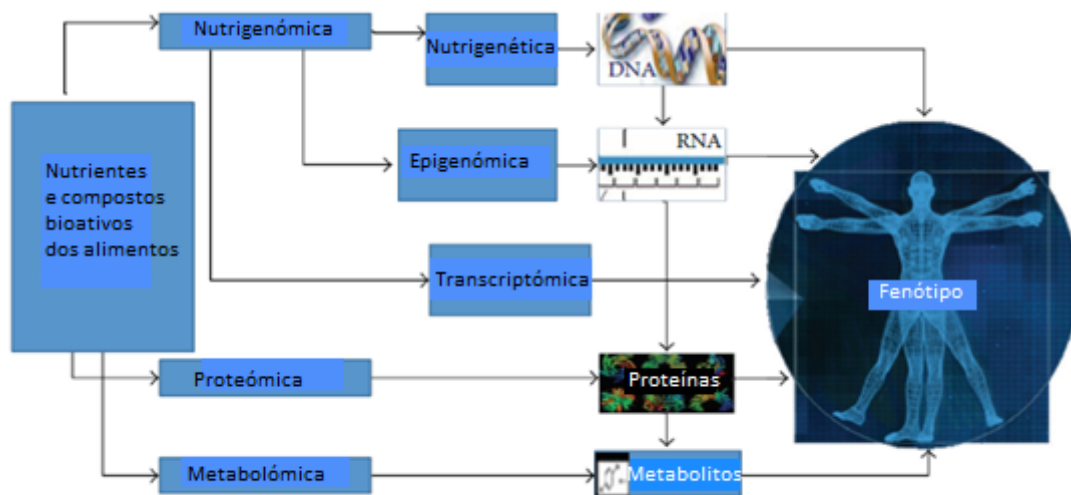 Nutrigenómica
Nutrigenética
DNA
Nutrientes
e compostos
bioativos
dos alimentos
Epigenómica
RNA
Transcriptómica
Fenótipo
Proteómica
Proteínas
Metabolómica
Metabolitos